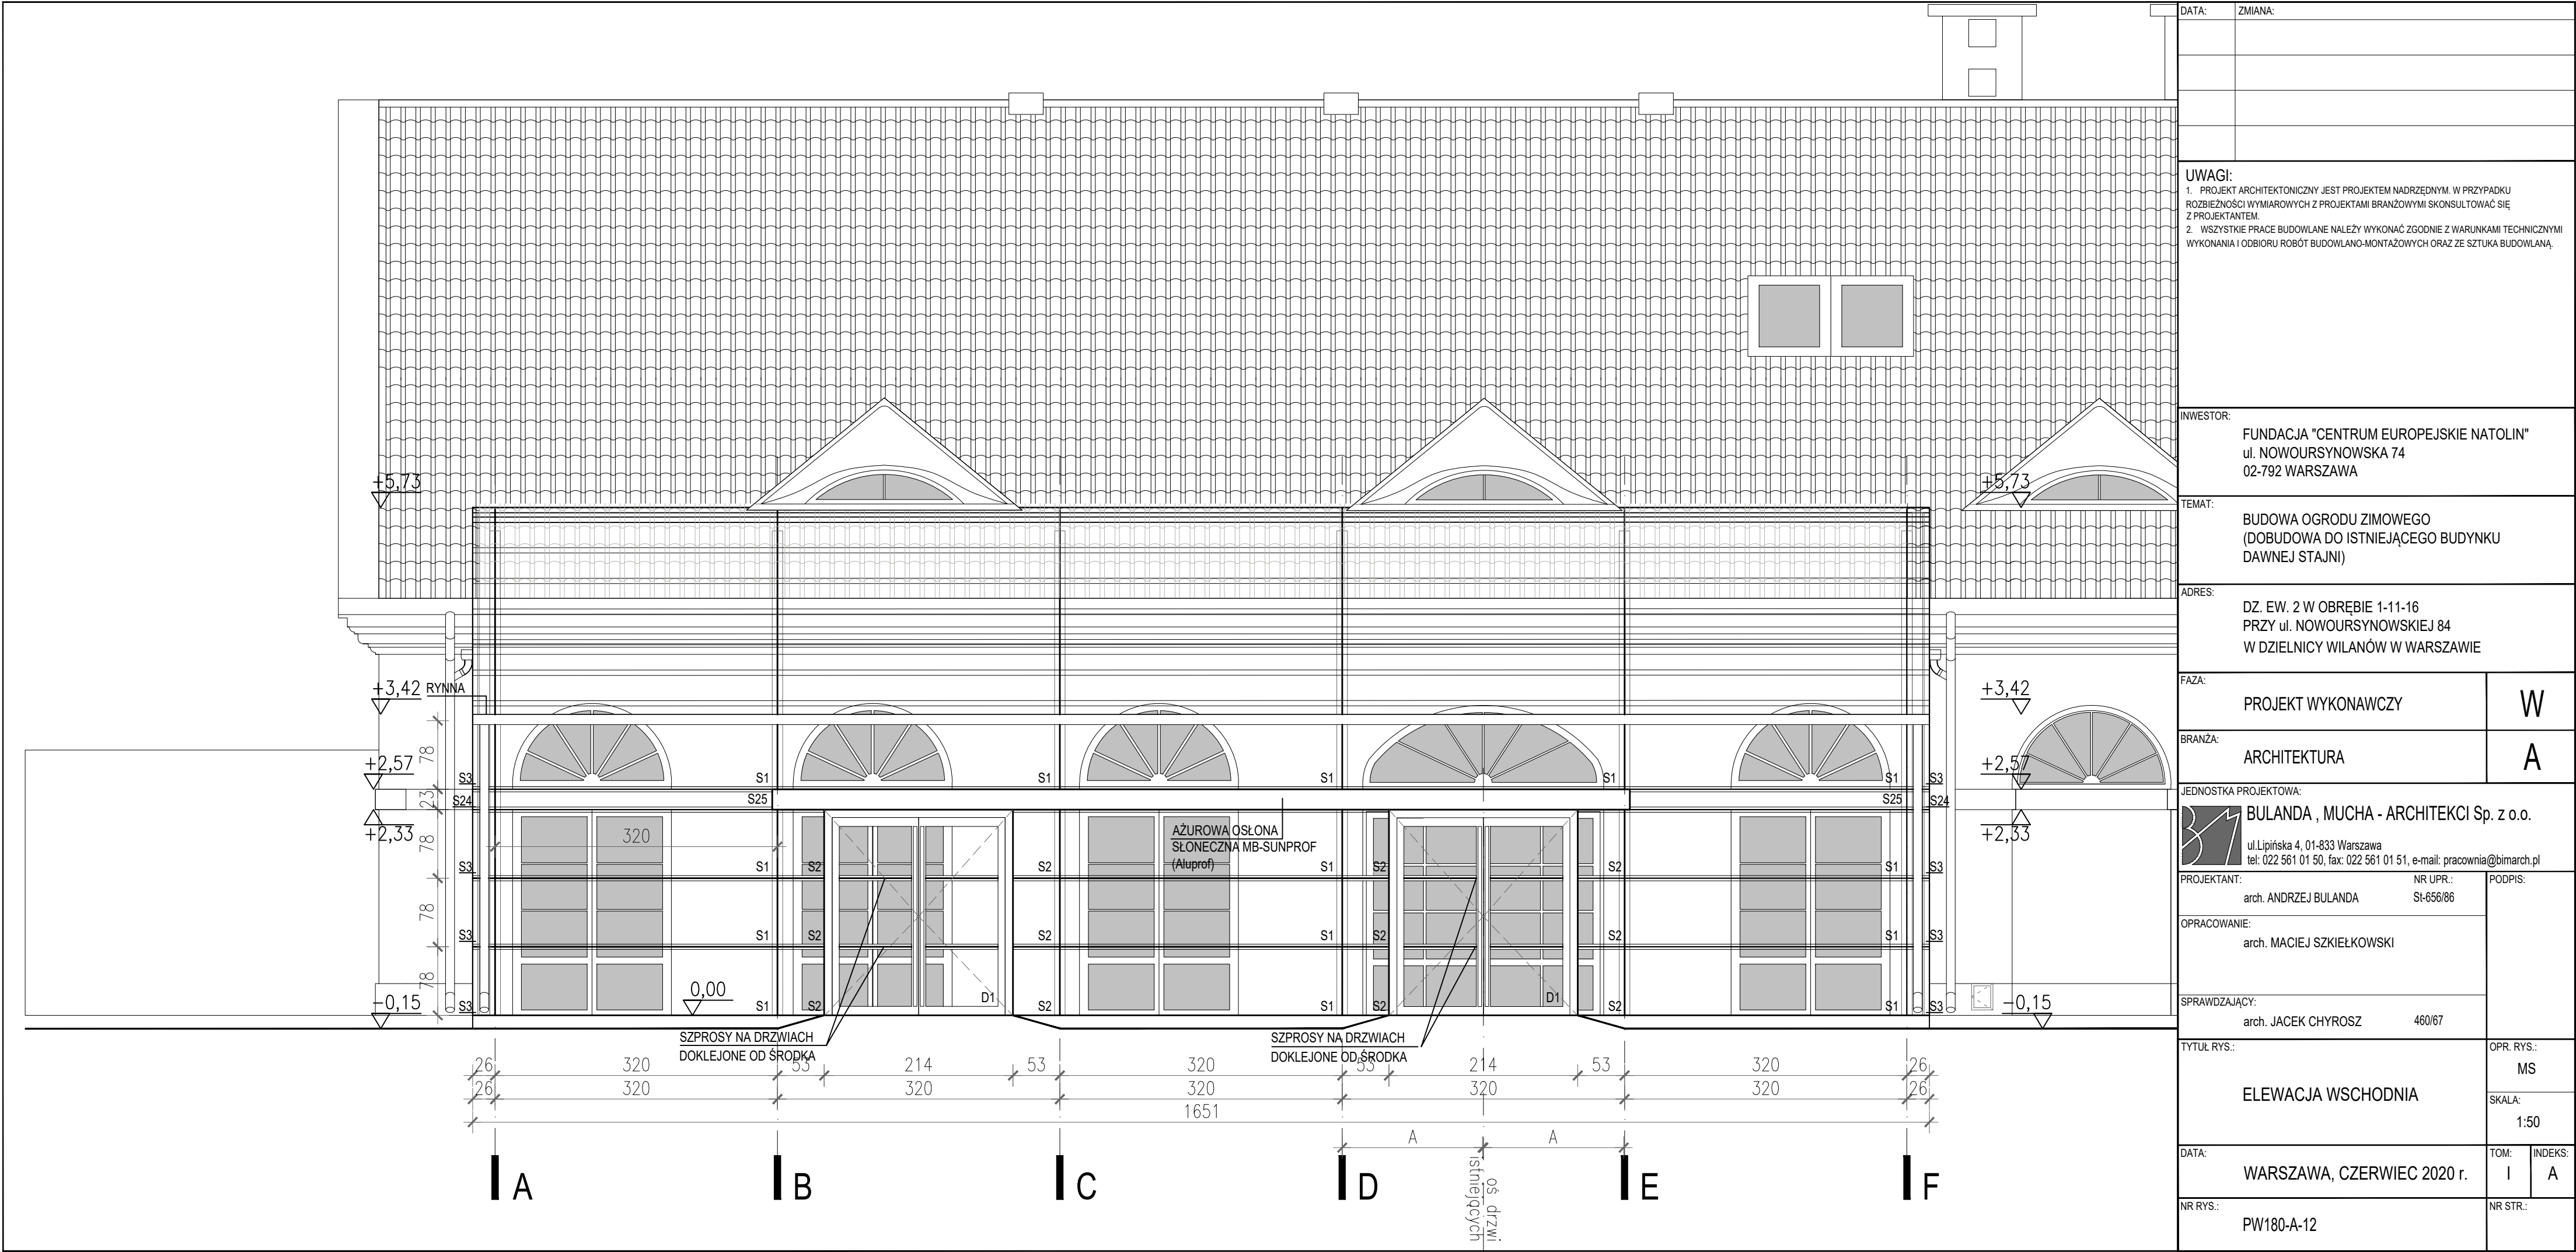 DATA: ZMIANA:
UWAGI:
1. PROJEKT ARCHITEKTONICZNY JEST PROJEKTEM NADRZĘDNYM. W PRZYPADKU
ROZBIEŻNOŚCI WYMIAROWYCH Z PROJEKTAMI BRANŻOWYMI SKONSULTOWAĆ SIĘ
Z PROJEKTANTEM.
2. WSZYSTKIE PRACE BUDOWLANE NALEŻY WYKONAĆ ZGODNIE Z WARUNKAMI TECHNICZNYMI
WYKONANIA I ODBIORU ROBÓT BUDOWLANO-MONTAŻOWYCH ORAZ ZE SZTUKA BUDOWLANĄ.
INWESTOR:
FUNDACJA "CENTRUM EUROPEJSKIE NATOLIN"
ul. NOWOURSYNOWSKA 74
02-792 WARSZAWA
TEMAT:
BUDOWA OGRODU ZIMOWEGO
(DOBUDOWA DO ISTNIEJĄCEGO BUDYNKU
DAWNEJ STAJNI)
ADRES:
DZ. EW. 2 W OBRĘBIE 1-11-16
PRZY ul. NOWOURSYNOWSKIEJ 84
W DZIELNICY WILANÓW W WARSZAWIE
FAZA:
PROJEKT WYKONAWCZY W
BRANŻA:
ARCHITEKTURA A
JEDNOSTKA PROJEKTOWA:
BM
BULANDA , MUCHA - ARCHITEKCI Sp. z o.o.
ul.Lipińska 4, 01-833 Warszawa
tel: 022 561 01 50, fax: 022 561 01 51, e-mail: pracownia@bimarch.pl
PROJEKTANT: NR UPR.: PODPIS:
arch. ANDRZEJ BULANDA St-656/86
OPRACOWANIE:
arch. MACIEJ SZKIEŁKOWSKI
SPRAWDZAJĄCY:
arch. JACEK CHYROSZ 460/67
TYTUŁ RYS.: OPR. RYS.:
MS
ELEWACJA WSCHODNIA
SKALA:
1:50
DATA: TOM: INDEKS:
WARSZAWA, CZERWIEC 2020 r. I A
NR RYS.: NR STR.:
PW180-A-12
+5,73 +5,73
+3,42 RYNNA +3,42
78
+2,57 +2,57
S3 S1 S1 S1 S1 S1 S3
23
S24 S25 S25 S24
+2,33 +2,33
78
320
AŻUROWA OSŁONA
SŁONECZNA MB-SUNPROF
(Aluprof)
S3 S1 S2 S2 S1 S2 S2 S1 S3
78
S3 S1 S2 S2 S1 S2 S2 S1 S3
78
-0,15 0,00 D1 D1 -0,15
S3 S1 S2 S2 S1 S2 S2 S1 S3
SZPROSY NA DRZWIACH
DOKLEJONE OD ŚRODKA
SZPROSY NA DRZWIACH
DOKLEJONE OD ŚRODKA
26 320 53 214 53 320 53 214 53 320 26
26 320 320 320 320 320 26
1651
A A
A B C D E F
oś drzwi
istniejących